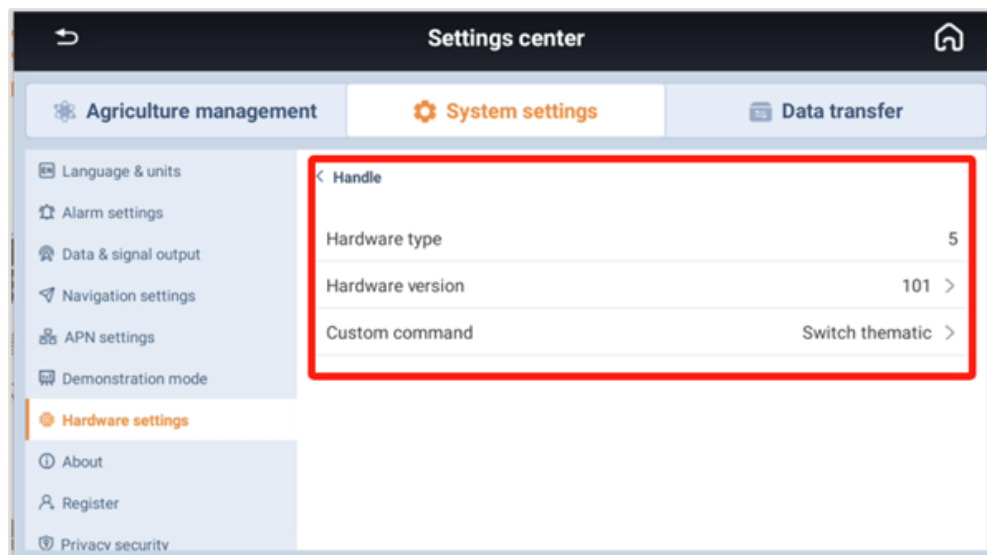 Settings center
Agriculture management
System settings
Data transfer
EN Language & units
Alarm settings
Data & signal output
Navigation settings
APN settings
Demonstration mode
Hardware settings
About
Register
Privacy security
< Handle
Hardware type 5
Hardware version 101 >
Custom command Switch thematic >